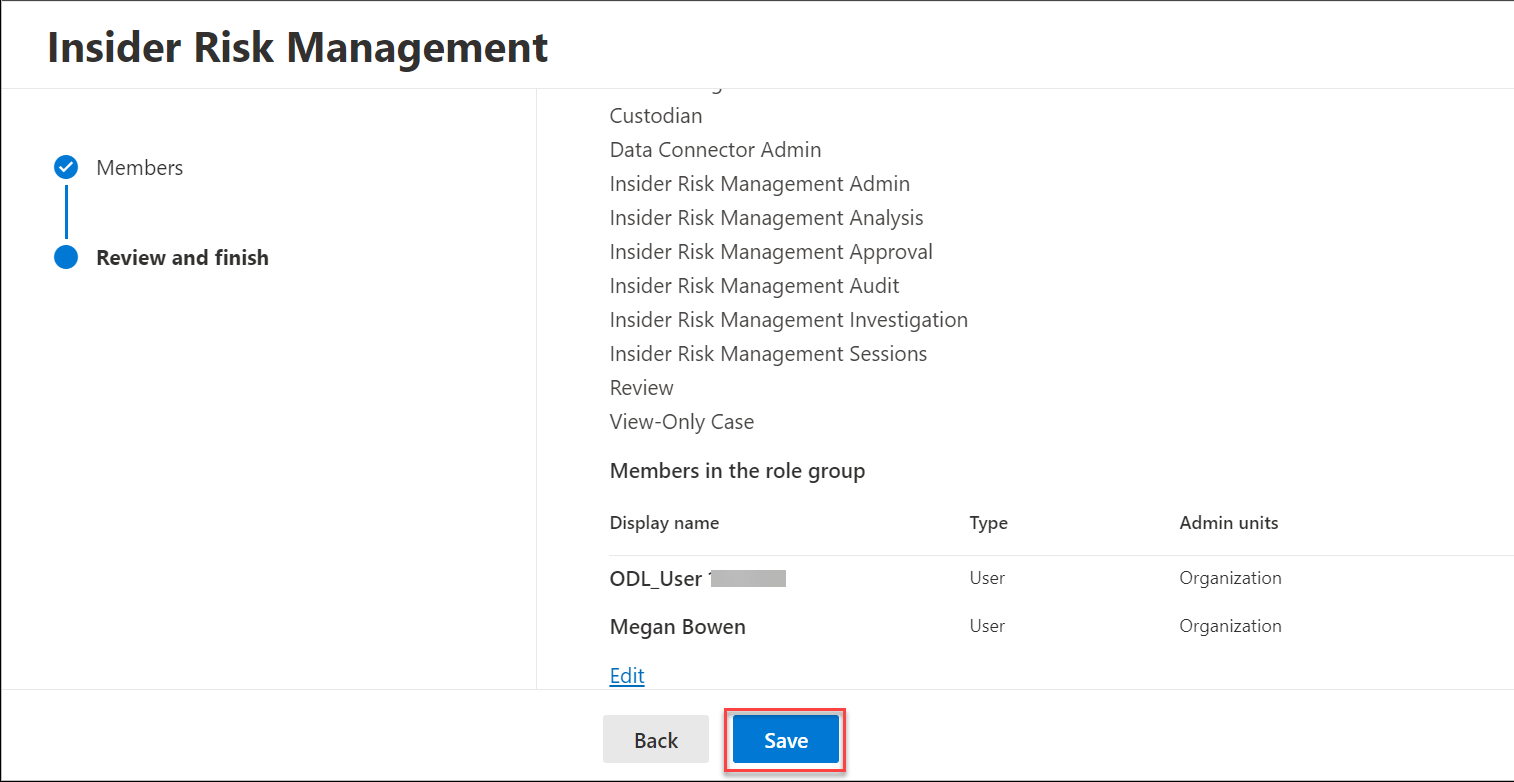 Insider Risk Management
Members
Review and finish
Custodian
Data Connector Admin
Insider Risk Management Admin
Insider Risk Management Analysis
Insider Risk Management Approval
Insider Risk Management Audit
Insider Risk Management Investigation
Insider Risk Management Sessions
Review
View-Only Case
Members in the role group
Display name Type Admin units
ODL_User User Organization
Megan Bowen User Organization
Edit
Back Save